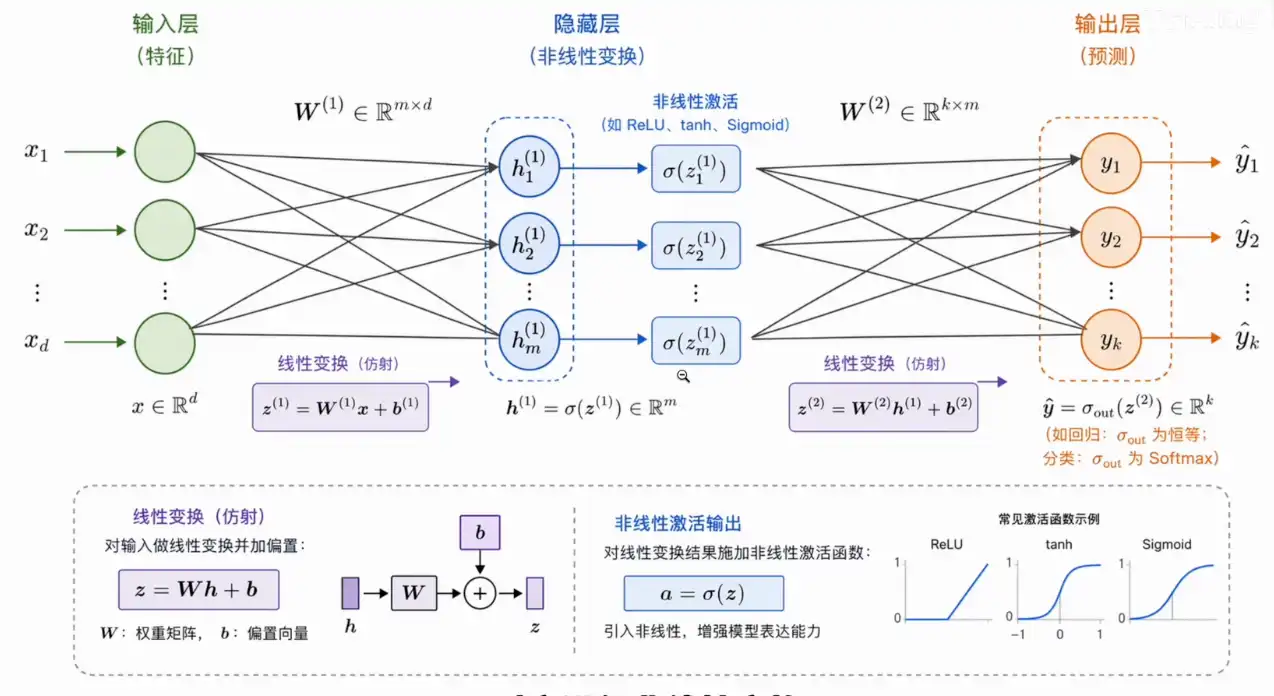 输入层
（特征）
隐藏层
（非线性变换）
输出层
（预测）
W^(1) ∈ ℝ^{m×d}
非线性激活
（如 ReLU、tanh、Sigmoid）
W^(2) ∈ ℝ^{k×m}
x_1
h_1^(1)
σ(z_1^(1))
y_1
ŷ_1
x_2
h_2^(1)
σ(z_2^(1))
y_2
ŷ_2
⋮ ⋮ ⋮ ⋮ ⋮ ⋮
x_d
h_m^(1)
σ(z_m^(1))
y_k
ŷ_k
线性变换（仿射）
z^(1) = W^(1)x + b^(1)
线性变换（仿射）
z^(2) = W^(2)h^(1) + b^(2)
x ∈ ℝ^d
h^(1) = σ(z^(1)) ∈ ℝ^m
ŷ = σ_out(z^(2)) ∈ ℝ^k
（如回归：σ_out 为恒等；
分类：σ_out 为 Softmax）
线性变换（仿射）
对输入做线性变换并加偏置：
z = Wh + b
W：权重矩阵， b：偏置向量
b
W
+
h
z
非线性激活输出
对线性变换结果施加非线性激活函数：
a = σ(z)
引入非线性，增强模型表达能力
常见激活函数示例
ReLU
tanh
Sigmoid
1
0
1
0
−1 0 1
1
0